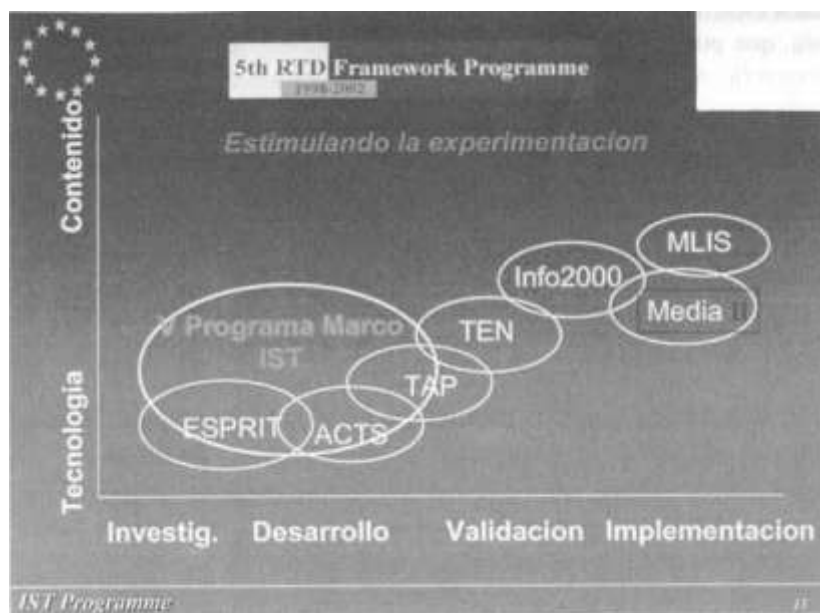 5th RTD Framework Programme
1998-2002
Estimulando la experimentacion
Contenido
Tecnologia
MLIS
Info2000
Media II
TEN
V Programa Marco
IST
TAP
ESPRIT
ACTS
Investig. Desarrollo Validacion Implementacion
IST Programme